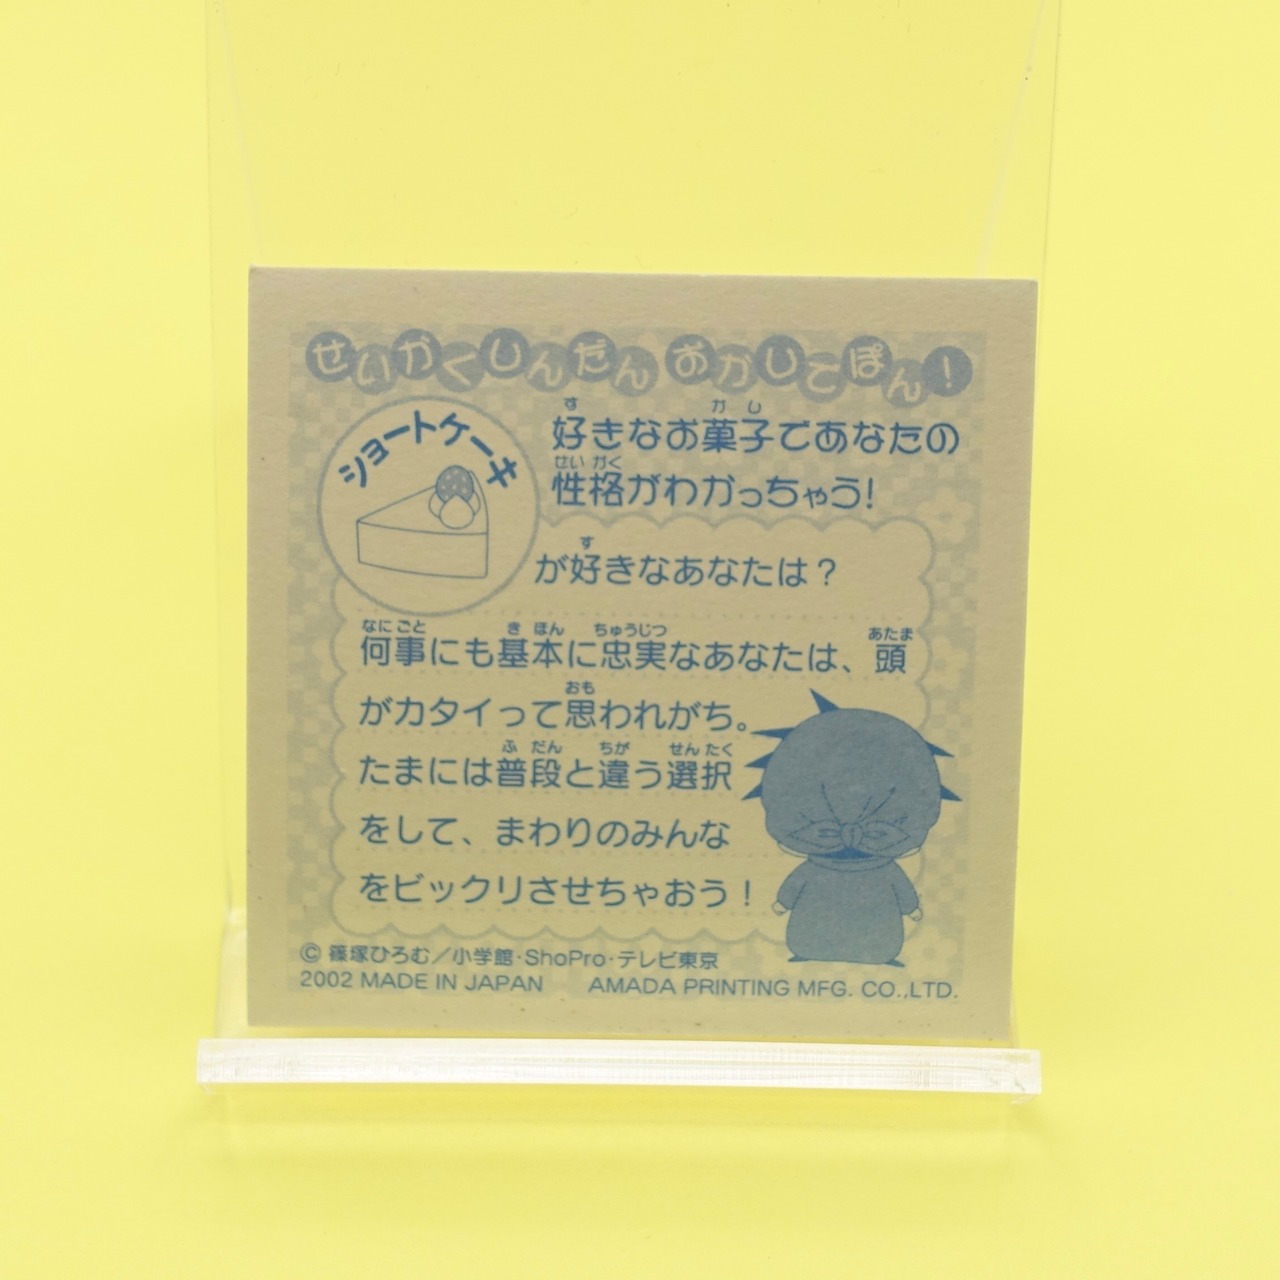 せいかくしんだん おかしでぽん!
ショートケーキ
好きなお菓子であなたの
性格がわかっちゃう!
が好きなあなたは?
何事にも基本に忠実なあなたは、頭
がカタイって思われがち。
たまには普段と違う選択
をして、まわりのみんな
をビックリさせちゃおう!
© 篠塚ひろむ/小学館・ShoPro・テレビ東京
2002 MADE IN JAPAN AMADA PRINTING MFG. CO.,LTD.